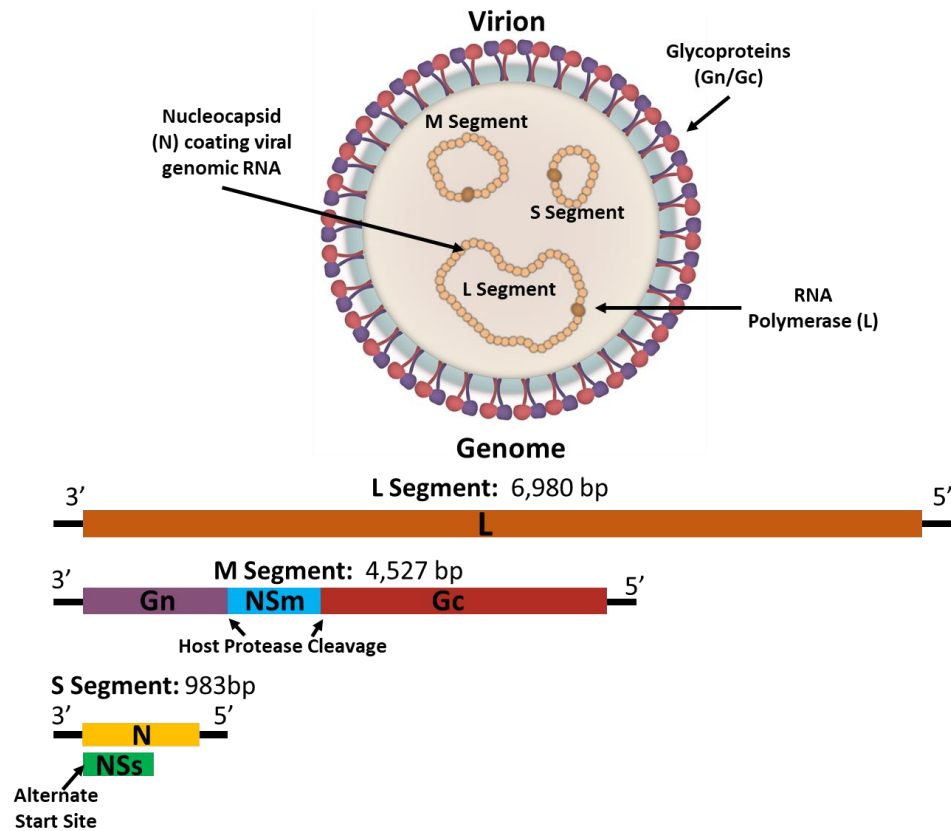 Virion
Glycoproteins
(Gn/Gc)
Nucleocapsid
(N) coating viral
genomic RNA
M Segment
S Segment
L Segment
RNA
Polymerase (L)
Genome
L Segment: 6,980 bp
3’ 5’
L
M Segment: 4,527 bp
3’ 5’
Gn NSm Gc
Host Protease Cleavage
S Segment: 983bp
3’ 5’
N
NSs
Alternate
Start Site